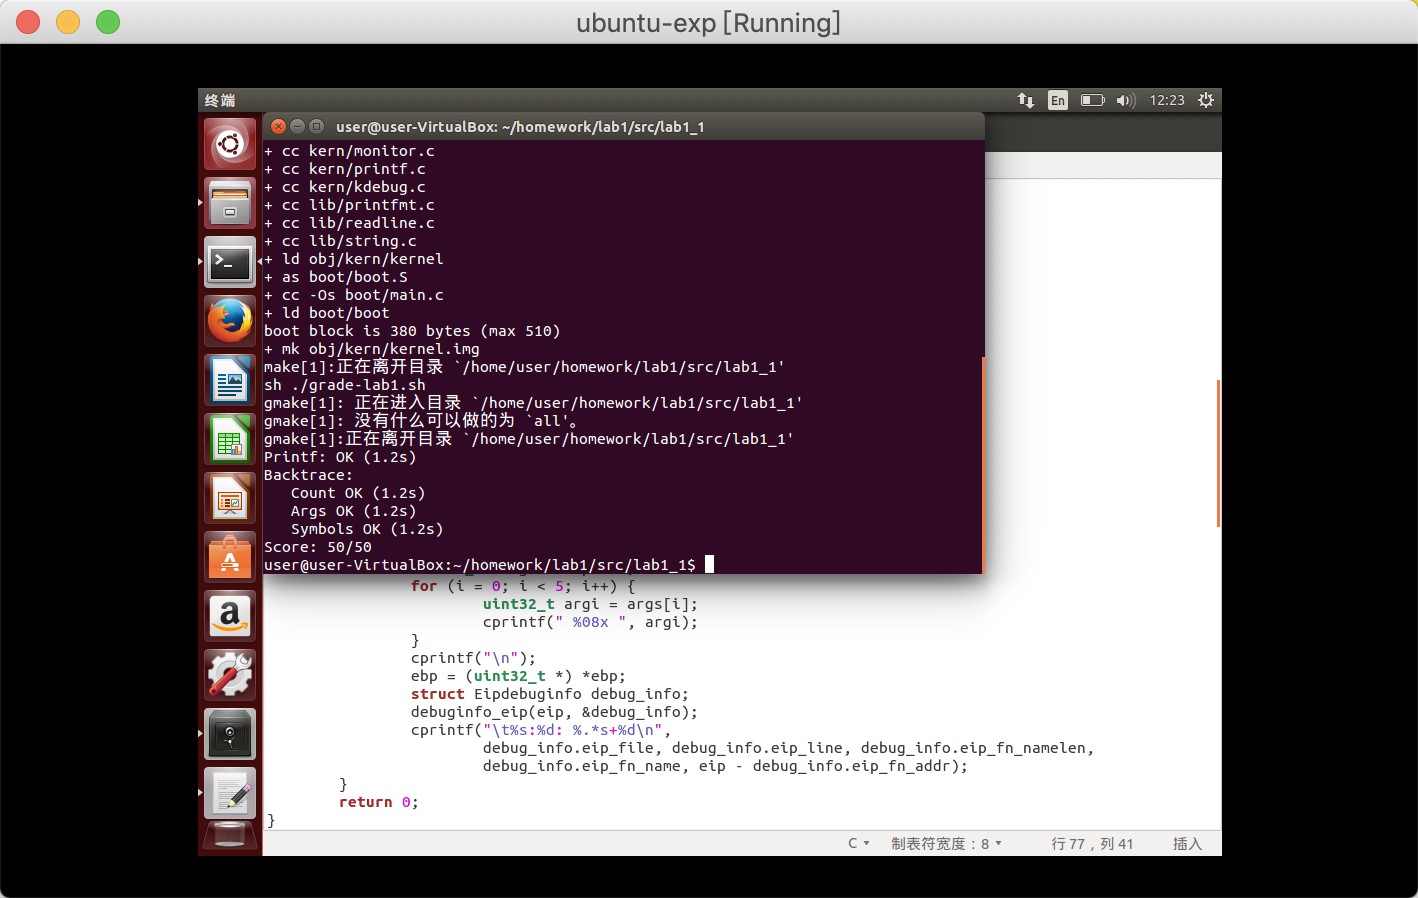 ubuntu-exp [Running]
终端
En
12:23
user@user-VirtualBox: ~/homework/lab1/src/lab1_1
+ cc kern/monitor.c
+ cc kern/printf.c
+ cc kern/kdebug.c
+ cc lib/printfmt.c
+ cc lib/readline.c
+ cc lib/string.c
+ ld obj/kern/kernel
+ as boot/boot.S
+ cc -Os boot/main.c
+ ld boot/boot
boot block is 380 bytes (max 510)
+ mk obj/kern/kernel.img
make[1]:正在离开目录 `/home/user/homework/lab1/src/lab1_1'
sh ./grade-lab1.sh
gmake[1]: 正在进入目录 `/home/user/homework/lab1/src/lab1_1'
gmake[1]: 没有什么可以做的为 `all'。
gmake[1]:正在离开目录 `/home/user/homework/lab1/src/lab1_1'
Printf: OK (1.2s)
Backtrace:
   Count OK (1.2s)
   Args OK (1.2s)
   Symbols OK (1.2s)
Score: 50/50
user@user-VirtualBox:~/homework/lab1/src/lab1_1$
for (i = 0; i < 5; i++) {
uint32_t argi = args[i];
cprintf(" %08x ", argi);
}
cprintf("\n");
ebp = (uint32_t *) *ebp;
struct Eipdebuginfo debug_info;
debuginfo_eip(eip, &debug_info);
cprintf("\t%s:%d: %.*s+%d\n",
debug_info.eip_file, debug_info.eip_line, debug_info.eip_fn_namelen,
debug_info.eip_fn_name, eip - debug_info.eip_fn_addr);
}
return 0;
}
C 制表符宽度：8 行 77，列 41 插入